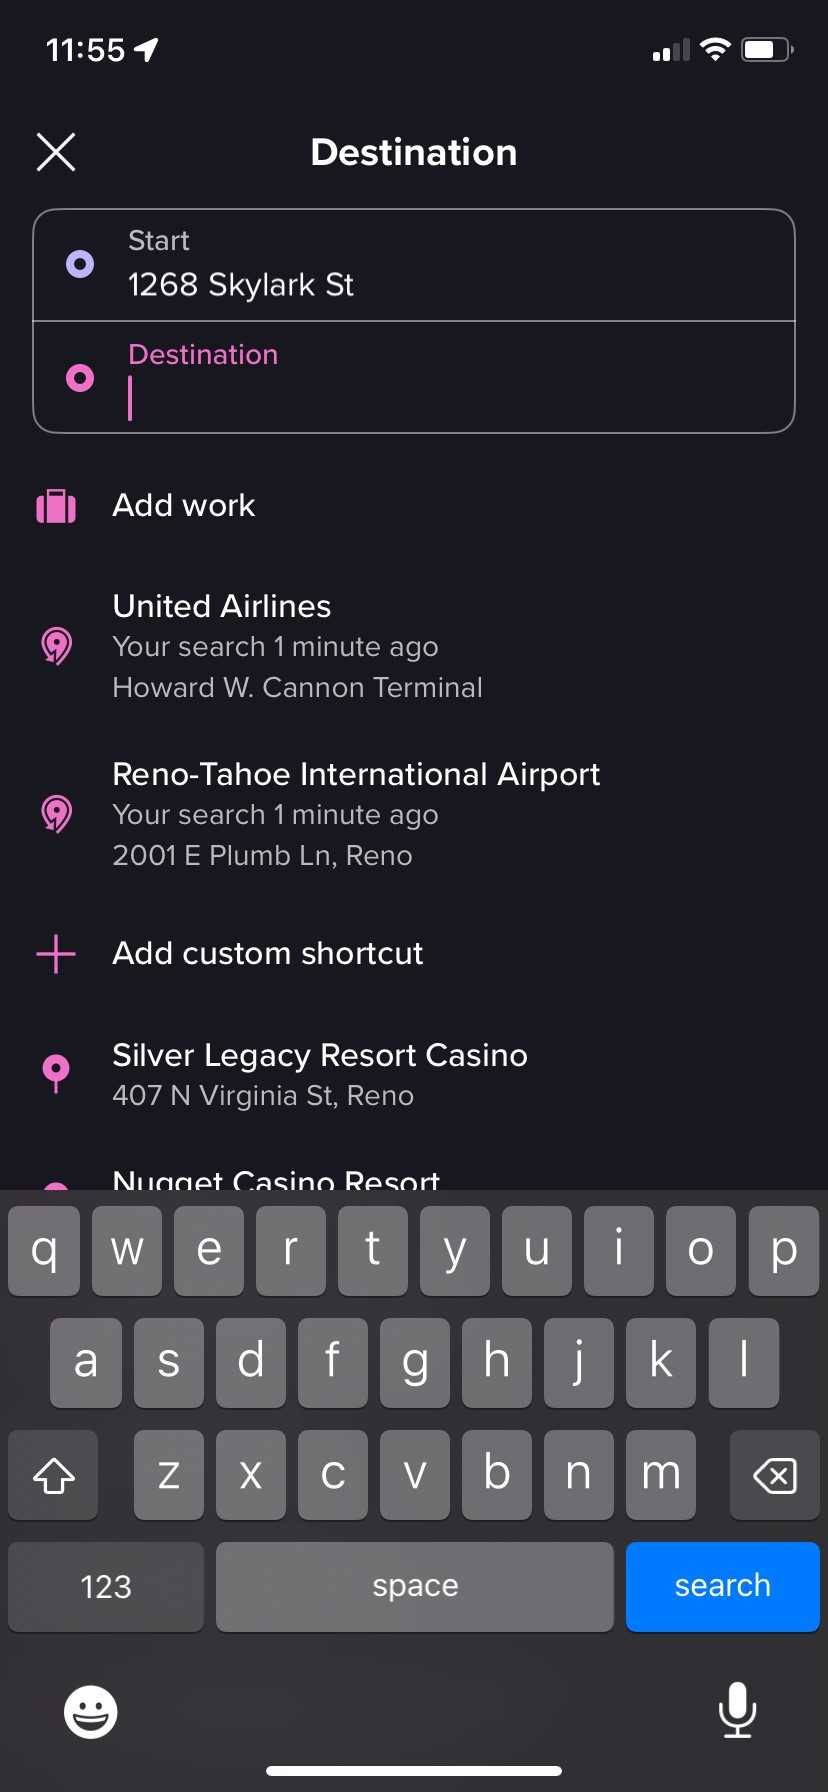 11:55
Destination
Start
1268 Skylark St
Destination
Add work
United Airlines
Your search 1 minute ago
Howard W. Cannon Terminal
Reno-Tahoe International Airport
Your search 1 minute ago
2001 E Plumb Ln, Reno
Add custom shortcut
Silver Legacy Resort Casino
407 N Virginia St, Reno
Nugget Casino Resort
q w e r t y u i o p
a s d f g h j k l
z x c v b n m
123 space search